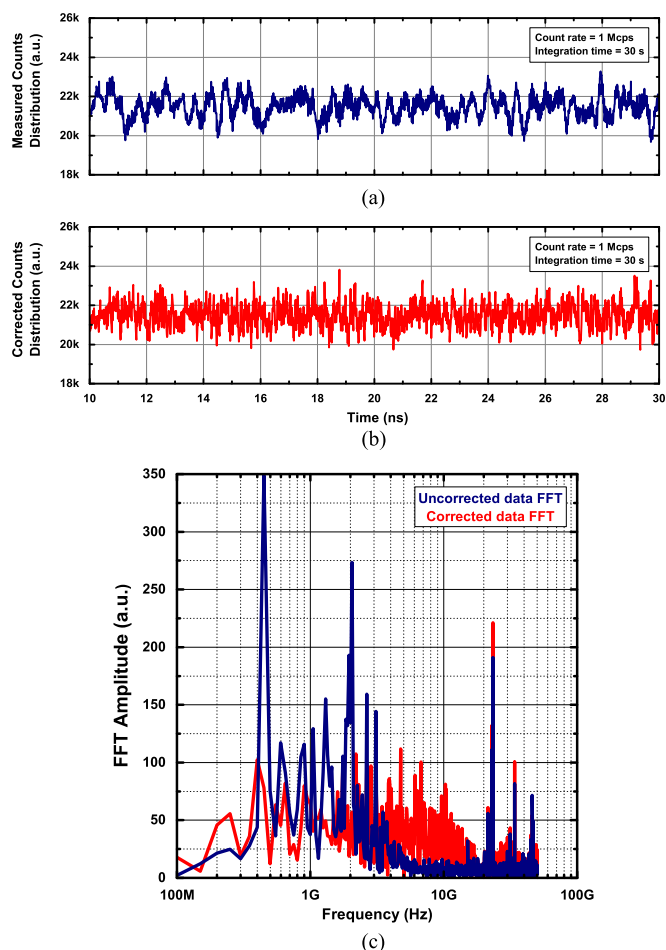 26k
24k
22k
20k
18k
Measured Counts
Distribution (a.u.)
Count rate = 1 Mcps
Integration time = 30 s
(a)
26k
24k
22k
20k
18k
Corrected Counts
Distribution (a.u.)
Count rate = 1 Mcps
Integration time = 30 s
10 12 14 16 18 20 22 24 26 28 30
Time (ns)
(b)
350
300
250
200
150
100
50
0
FFT Amplitude (a.u.)
Uncorrected data FFT
Corrected data FFT
100M 1G 10G 100G
Frequency (Hz)
(c)